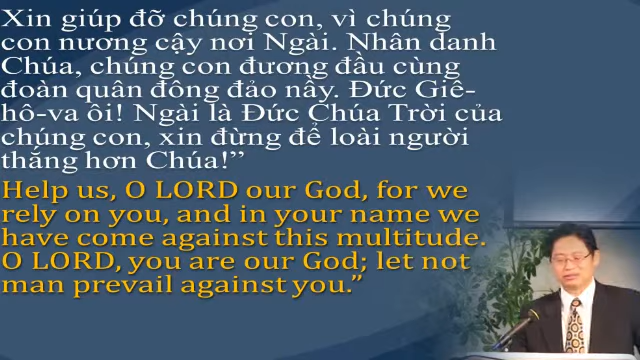 Xin giúp đỡ chúng con, vì chúng
con nương cậy nơi Ngài. Nhân danh
Chúa, chúng con đương đầu cùng
đoàn quân đông đảo nầy. Đức Giê-
hô-va ôi! Ngài là Đức Chúa Trời của
chúng con, xin đừng để loài người
thắng hơn Chúa!”
Help us, O LORD our God, for we
rely on you, and in your name we
have come against this multitude.
O LORD, you are our God; let not
man prevail against you.”